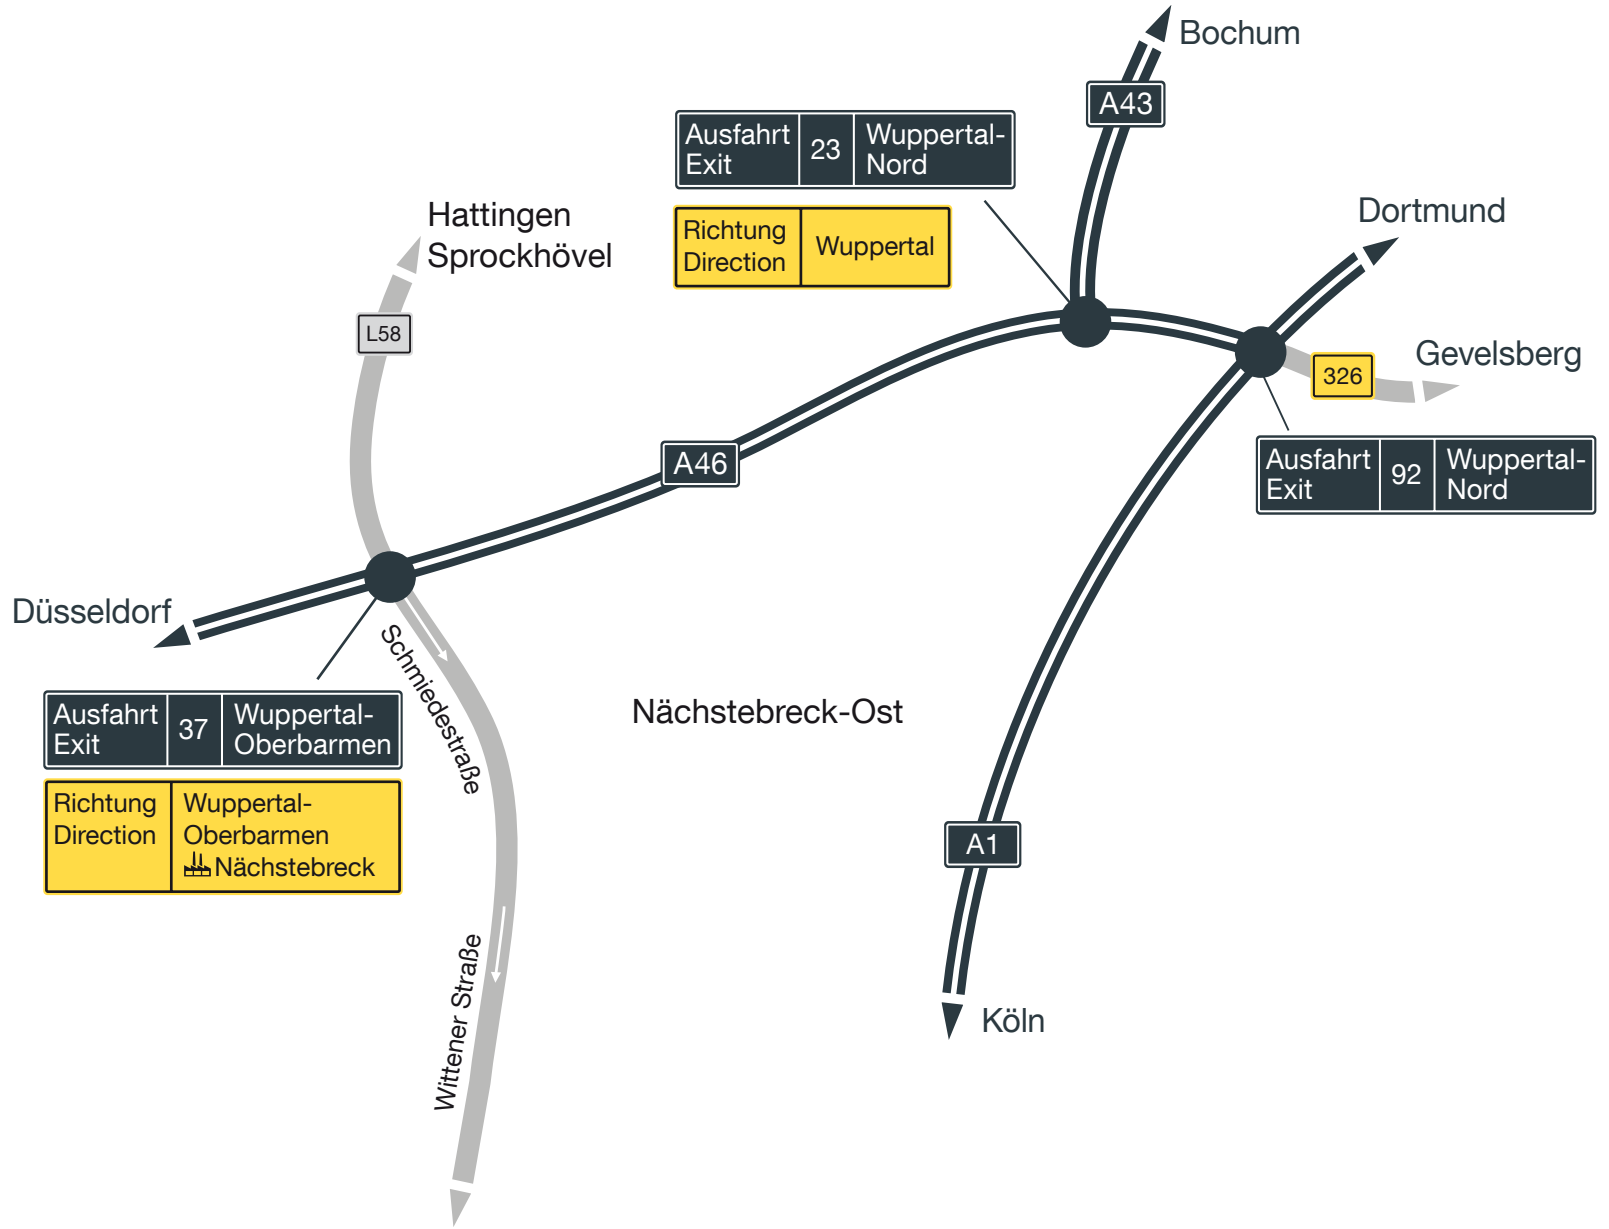 Bochum
A43
Ausfahrt
Exit
23
Wuppertal-
Nord
Richtung
Direction
Wuppertal
Hattingen
Sprockhövel
Dortmund
L58
Gevelsberg
326
A46
Ausfahrt
Exit
92
Wuppertal-
Nord
Düsseldorf
Schmiedestraße
Ausfahrt
Exit
37
Wuppertal-
Oberbarmen
Nächstebreck-Ost
Richtung
Direction
Wuppertal-
Oberbarmen
Nächstebreck
A1
Wittener Straße
Köln